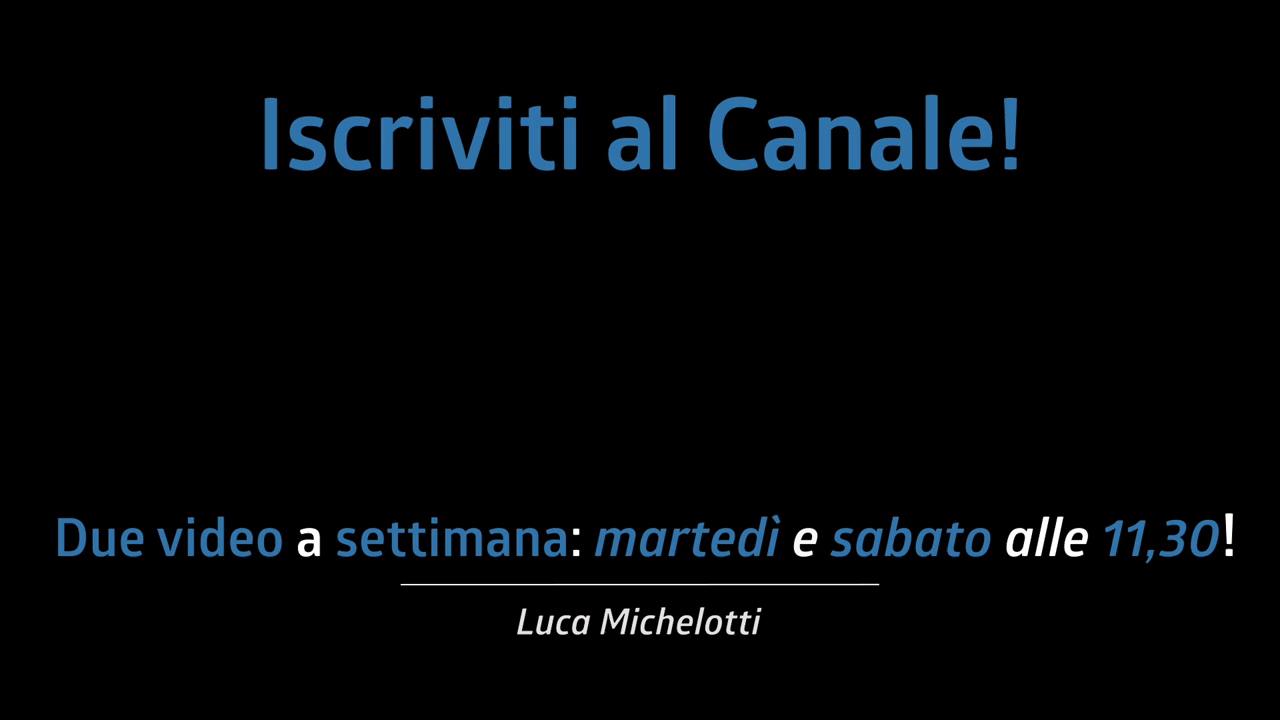 Iscriviti al Canale!
Due video a settimana: martedì e sabato alle 11,30!
Luca Michelotti